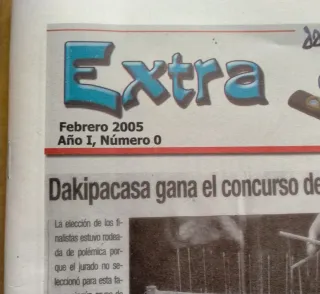 Extra
de
Febrero 2005
Año I, Número 0
Dakipacasa gana el concurso de
La elección de los fi-
nalistas estuvo rodea-
da de polémica por-
que el jurado no se-
leccionó para esta fa-